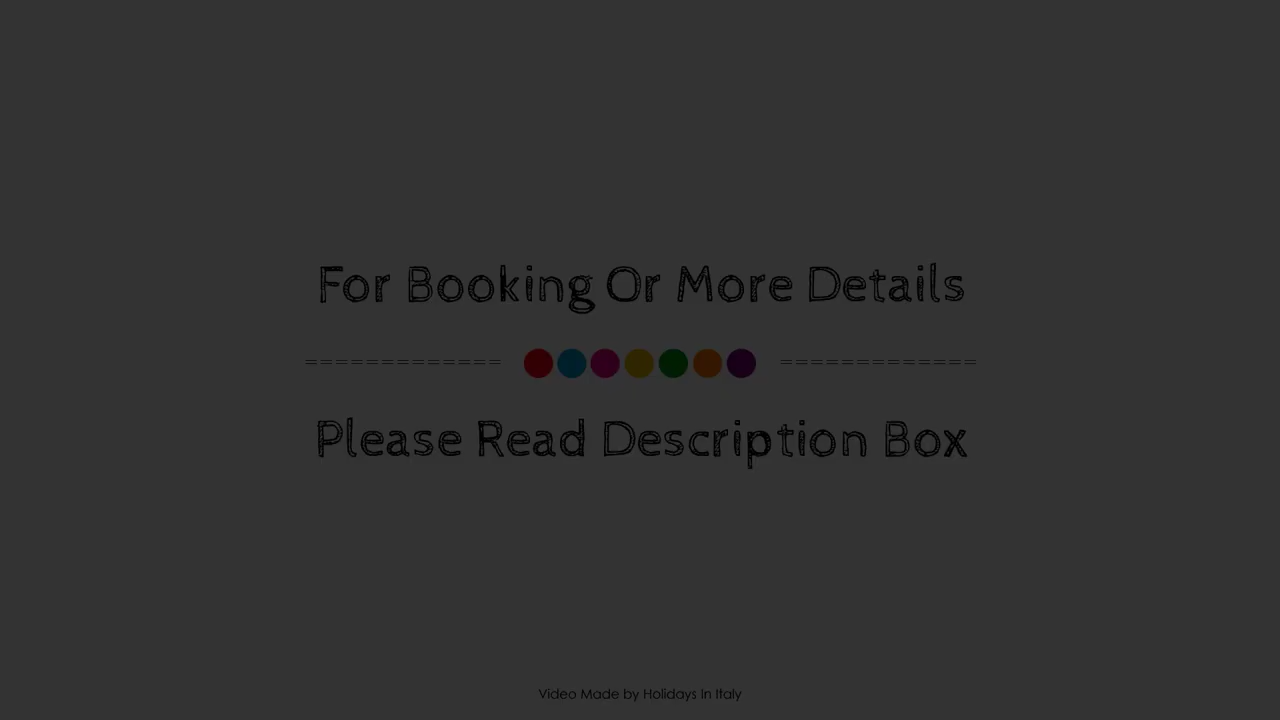 For Booking Or More Details
============= =============
Please Read Description Box
Video Made by Holidays In Italy